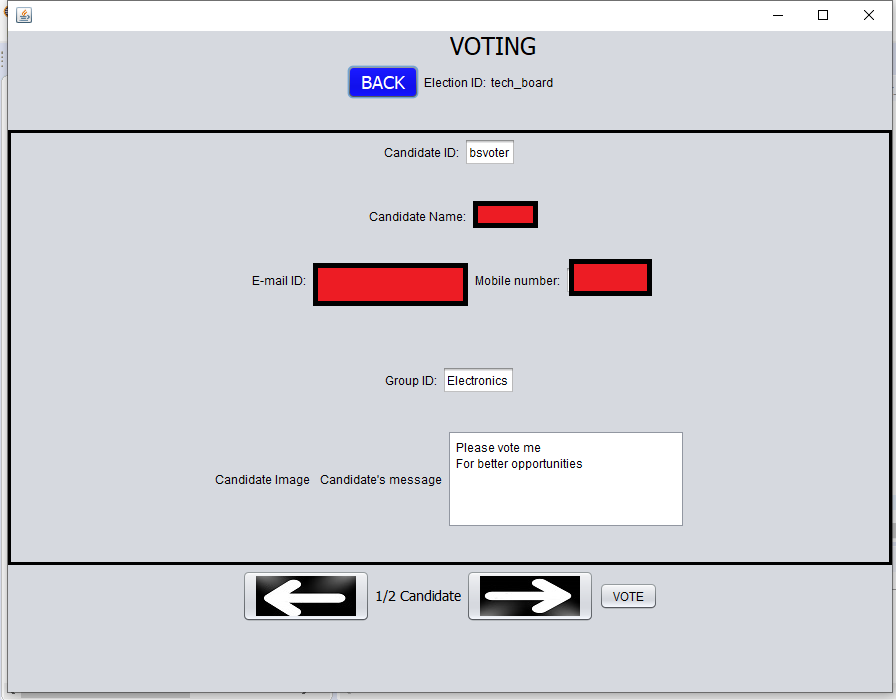 VOTING
BACK Election ID: tech_board
Candidate ID: bsvoter
Candidate Name:
E-mail ID: Mobile number:
Group ID: Electronics
Please vote me
For better opportunities
Candidate Image Candidate's message
1/2 Candidate VOTE